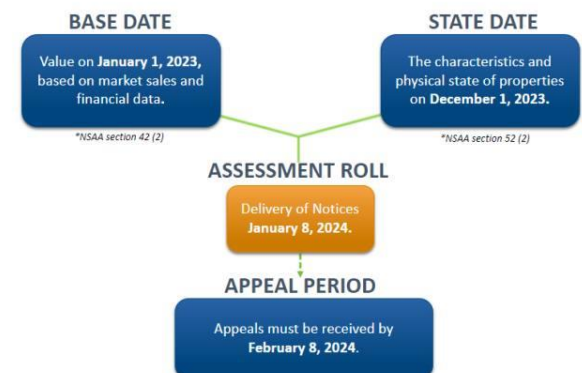 BASE DATE
Value on January 1, 2023,
based on market sales and
financial data.
*NSAA section 42 (2)
STATE DATE
The characteristics and
physical state of properties
on December 1, 2023.
*NSAA section 52 (2)
ASSESSMENT ROLL
Delivery of Notices
January 8, 2024.
APPEAL PERIOD
Appeals must be received by
February 8, 2024.